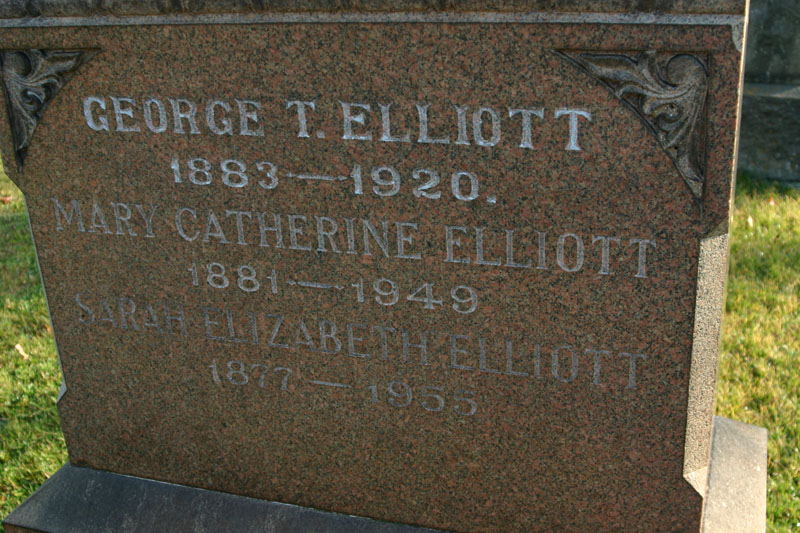 GEORGE T. ELLIOTT
1883—1920.
MARY CATHERINE ELLIOTT
1881—1949
SARAH ELIZABETH ELLIOTT
1877—1955